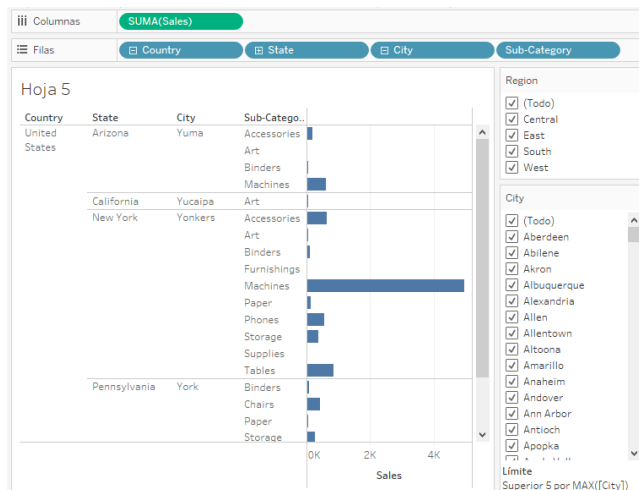 Columnas SUMA(Sales)
Filas Country State City Sub-Category
Hoja 5
Country State City Sub-Catego..
United States Arizona Yuma Accessories
Art
Binders
Machines
California Yucaipa Art
New York Yonkers Accessories
Art
Binders
Furnishings
Machines
Paper
Phones
Storage
Supplies
Tables
Pennsylvania York Binders
Chairs
Paper
Storage
0K 2K 4K
Sales
Region
(Todo)
Central
East
South
West
City
(Todo)
Aberdeen
Abilene
Akron
Albuquerque
Alexandria
Allen
Allentown
Altoona
Amarillo
Anaheim
Andover
Ann Arbor
Antioch
Apopka
Límite
Superior 5 por MAX([City])